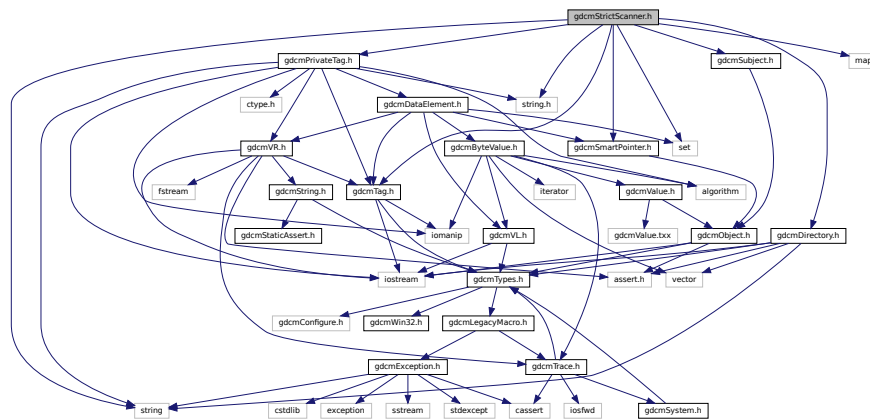 gdcmStrictScanner.h
gdcmPrivateTag.h
gdcmSubject.h
map
ctype.h
gdcmDataElement.h
string.h
gdcmVR.h
gdcmByteValue.h
gdcmSmartPointer.h
set
fstream
gdcmString.h
gdcmTag.h
iterator
gdcmValue.h
algorithm
gdcmStaticAssert.h
iomanip
gdcmVL.h
gdcmValue.txx
gdcmObject.h
gdcmDirectory.h
iostream
gdcmTypes.h
assert.h
vector
gdcmConfigure.h
gdcmWin32.h
gdcmLegacyMacro.h
gdcmException.h
gdcmTrace.h
string
cstdlib
exception
sstream
stdexcept
cassert
iosfwd
gdcmSystem.h